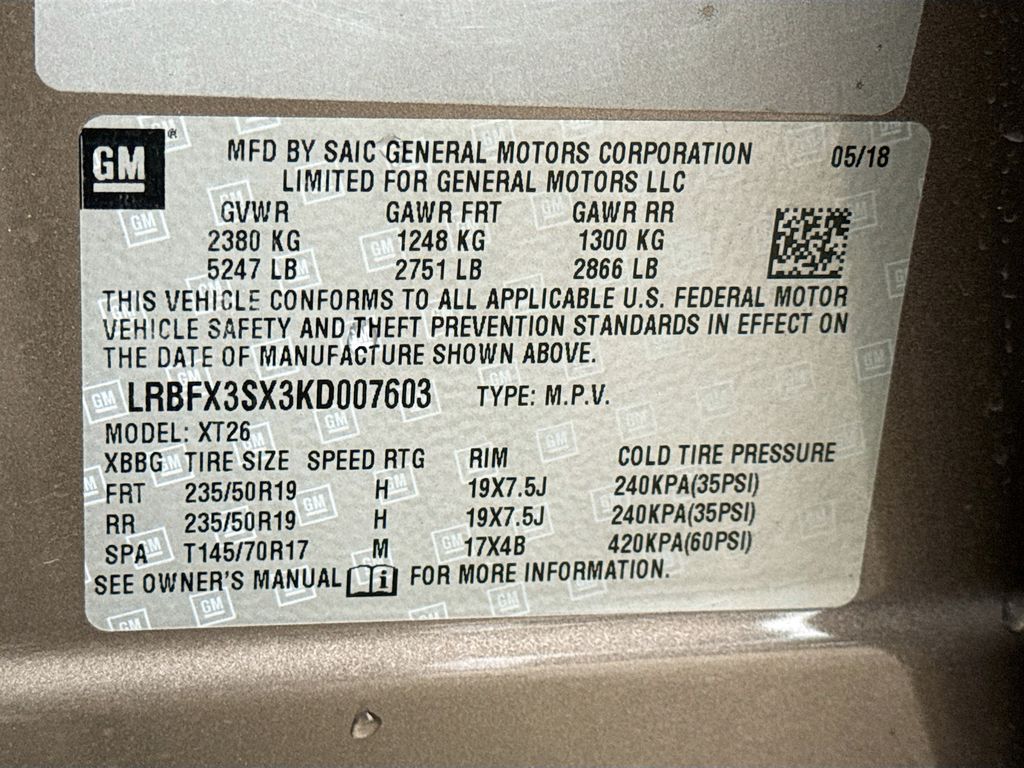 GM ® MFD BY SAIC GENERAL MOTORS CORPORATION 05/18
LIMITED FOR GENERAL MOTORS LLC
GVWR GAWR FRT GAWR RR
2380 KG 1248 KG 1300 KG
5247 LB 2751 LB 2866 LB
THIS VEHICLE CONFORMS TO ALL APPLICABLE U.S. FEDERAL MOTOR
VEHICLE SAFETY AND THEFT PREVENTION STANDARDS IN EFFECT ON
THE DATE OF MANUFACTURE SHOWN ABOVE.
LRBFX3SX3KD007603 TYPE: M.P.V.
MODEL: XT26
XBBG TIRE SIZE SPEED RTG RIM COLD TIRE PRESSURE
FRT 235/50R19 H 19X7.5J 240KPA(35PSI)
RR 235/50R19 H 19X7.5J 240KPA(35PSI)
SPA T145/70R17 M 17X4B 420KPA(60PSI)
SEE OWNER'S MANUAL i FOR MORE INFORMATION.